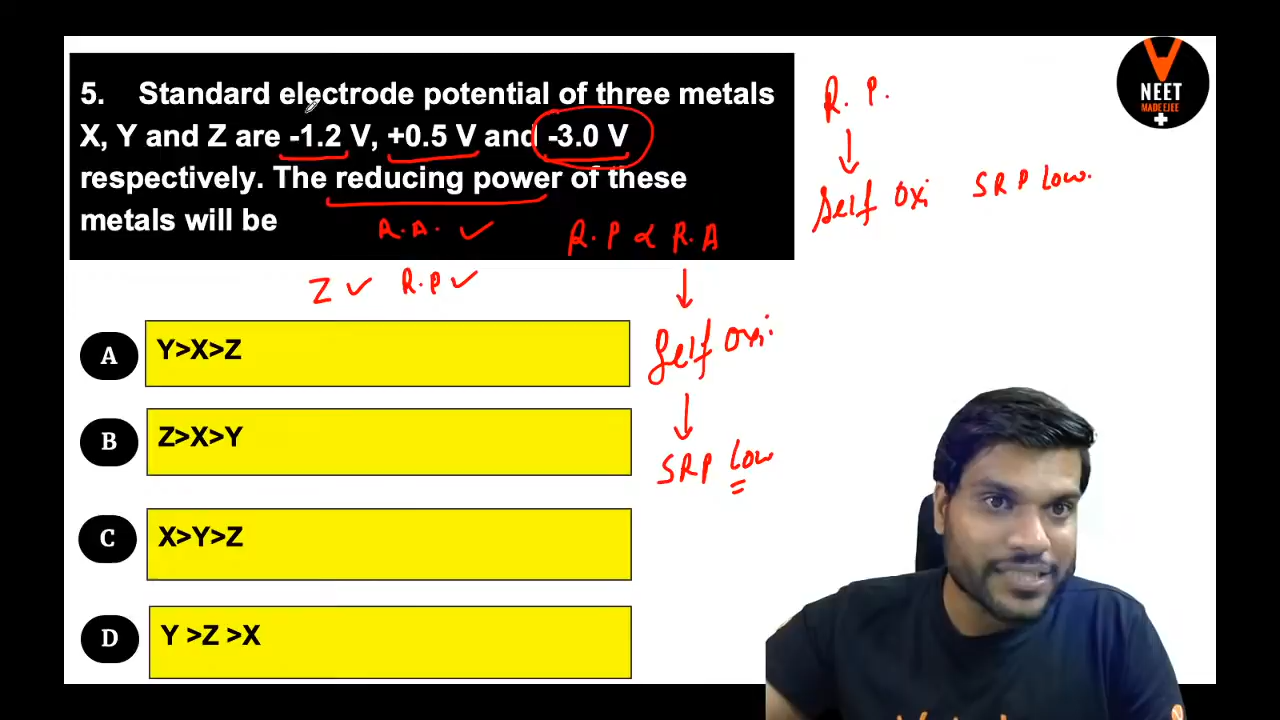 5. Standard electrode potential of three metals
X, Y and Z are -1.2 V, +0.5 V and -3.0 V
respectively. The reducing power of these
metals will be
R.A. ✓
R.P ∝ R.A
Z ✓ R.P ✓
Self Oxi.
SRP Low
A Y>X>Z
B Z>X>Y
C X>Y>Z
D Y >Z >X
R. P.
Self Oxi SRP Low.
NEET
MADE EJEE